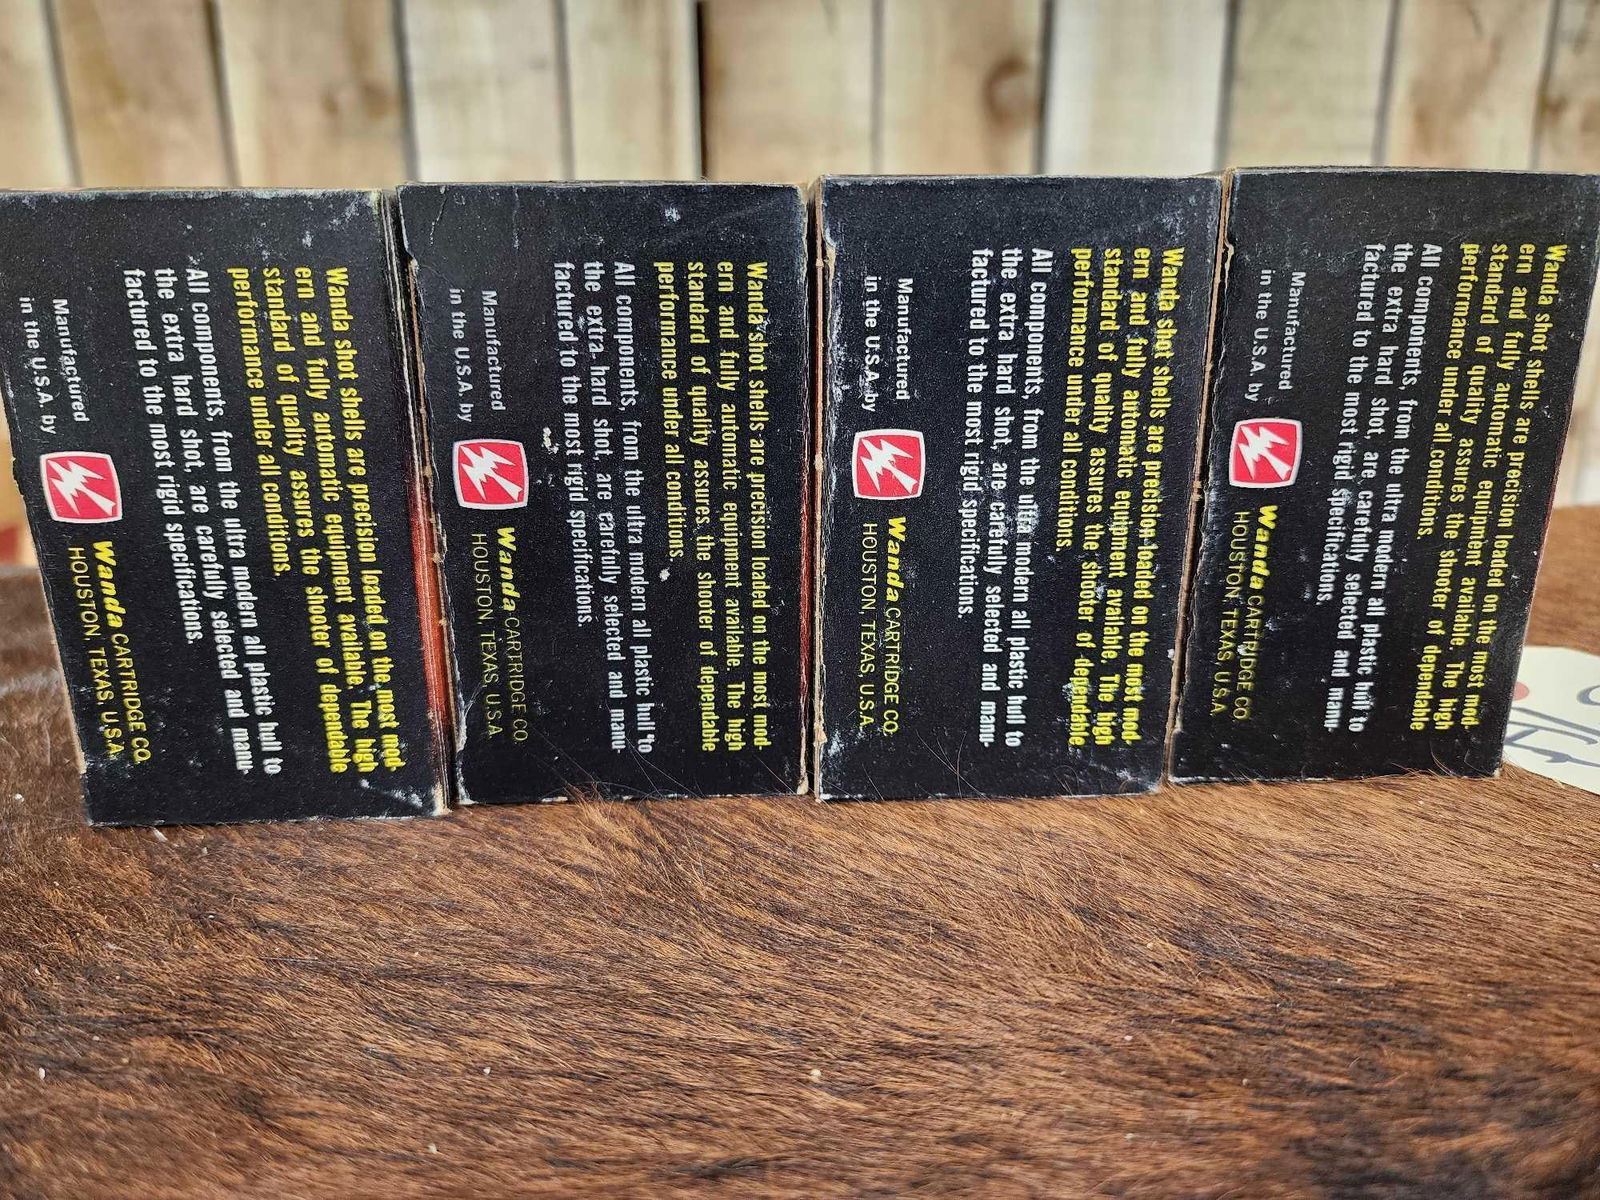 Wanda shot shells are precision loaded on the most mod-
ern and fully automatic equipment available. The high
standard of quality assures the shooter of dependable
performance under all conditions.
All components, from the ultra modern all plastic hull to
the extra hard shot, are carefully selected and manu-
factured to the most rigid specifications.
Manufactured
in the U.S.A. by
Wanda CARTRIDGE CO.
HOUSTON, TEXAS, U.S.A.
Wanda shot shells are precision loaded on the most mod-
ern and fully automatic equipment available. The high
standard of quality assures the shooter of dependable
performance under all conditions.
All components, from the ultra modern all plastic hull to
the extra hard shot, are carefully selected and manu-
factured to the most rigid specifications.
Manufactured
in the U.S.A. by
Wanda CARTRIDGE CO.
HOUSTON, TEXAS, U.S.A.
Wanda shot shells are precision loaded on the most mod-
ern and fully automatic equipment available. The high
standard of quality assures the shooter of dependable
performance under all conditions.
All components, from the ultra modern all plastic hull to
the extra hard shot, are carefully selected and manu-
factured to the most rigid specifications.
Manufactured
in the U.S.A. by
Wanda CARTRIDGE CO.
HOUSTON, TEXAS, U.S.A.
Wanda shot shells are precision loaded on the most mod-
ern and fully automatic equipment available. The high
standard of quality assures the shooter of dependable
performance under all conditions.
All components, from the ultra modern all plastic hull to
the extra hard shot, are carefully selected and manu-
factured to the most rigid specifications.
Manufactured
in the U.S.A. by
Wanda CARTRIDGE CO.
HOUSTON, TEXAS, U.S.A.